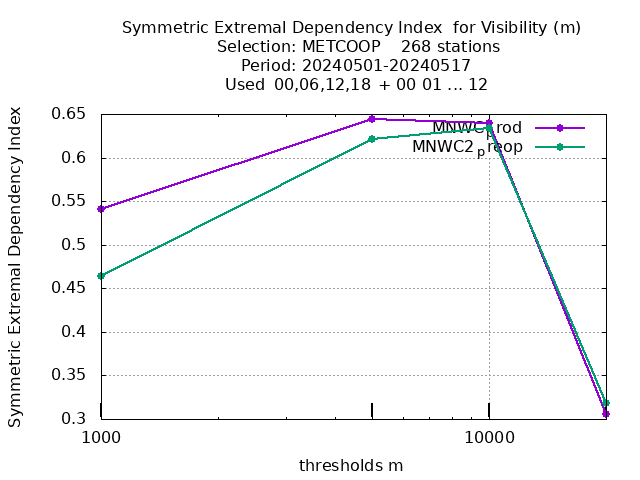 Symmetric Extremal Dependency Index for Visibility (m)
Selection: METCOOP 268 stations
Period: 20240501-20240517
Used 00,06,12,18 + 00 01 ... 12
Symmetric Extremal Dependency Index
0.65
0.6
0.55
0.5
0.45
0.4
0.35
0.3
MNWC_prod
MNWC2_preop
1000
10000
thresholds m